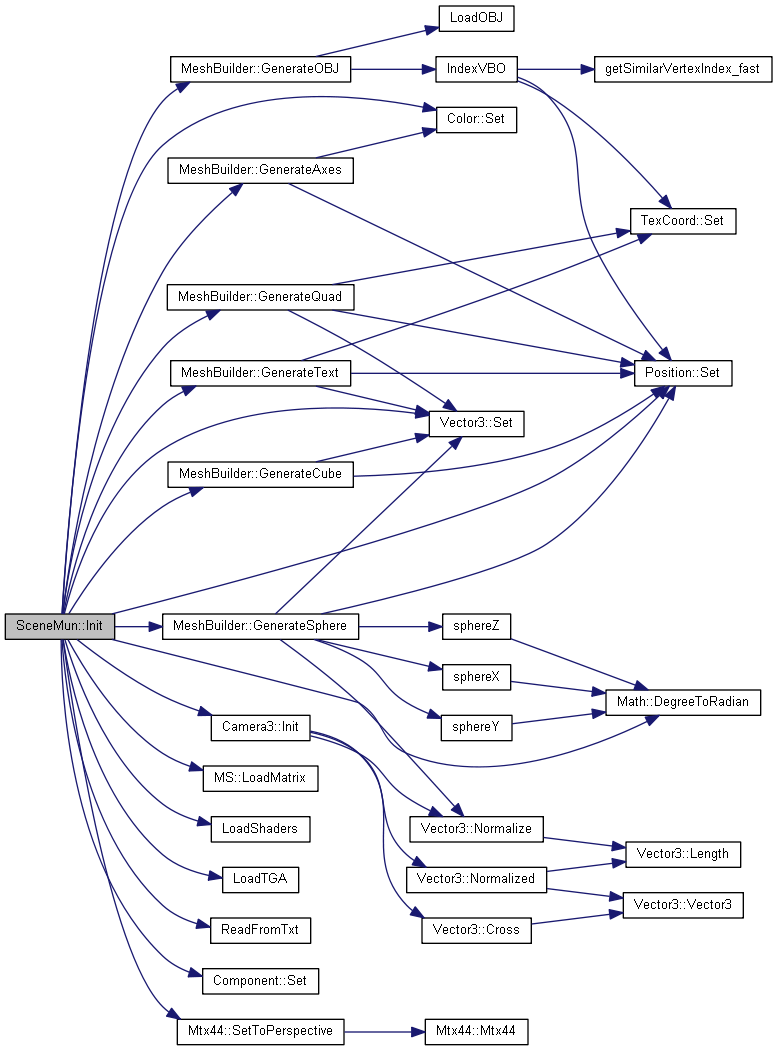 LoadOBJ
MeshBuilder::GenerateOBJ
IndexVBO
getSimilarVertexIndex_fast
Color::Set
MeshBuilder::GenerateAxes
TexCoord::Set
MeshBuilder::GenerateQuad
MeshBuilder::GenerateText
Position::Set
Vector3::Set
MeshBuilder::GenerateCube
SceneMun::Init
MeshBuilder::GenerateSphere
sphereZ
sphereX
Math::DegreeToRadian
Camera3::Init
sphereY
MS::LoadMatrix
LoadShaders
Vector3::Normalize
Vector3::Length
LoadTGA
Vector3::Normalized
Vector3::Vector3
ReadFromTxt
Vector3::Cross
Component::Set
Mtx44::SetToPerspective
Mtx44::Mtx44